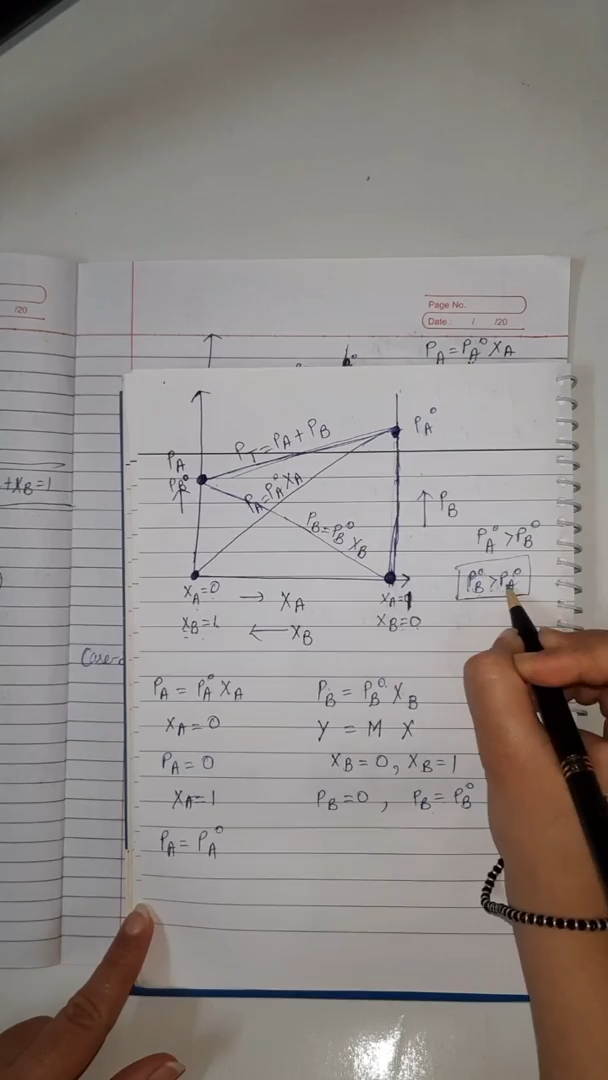 /20
Page No.
Date : / /20
P_A = P_A° X_A
+ X_B = 1
P_A°
P_T = P_A + P_B
P_A
P_B°
P_A = P_A° X_A
P_B = P_B° X_B
P_B
P_A° > P_B°
P_B° > P_A°
X_A = 0 → X_A X_A = 1
X_B = 1 ← X_B X_B = 0
P_A = P_A° X_A P_B = P_B° X_B
X_A = 0 Y = M X
P_A = 0 X_B = 0, X_B = 1
X_A = 1 P_B = 0, P_B = P_B°
P_A = P_A°